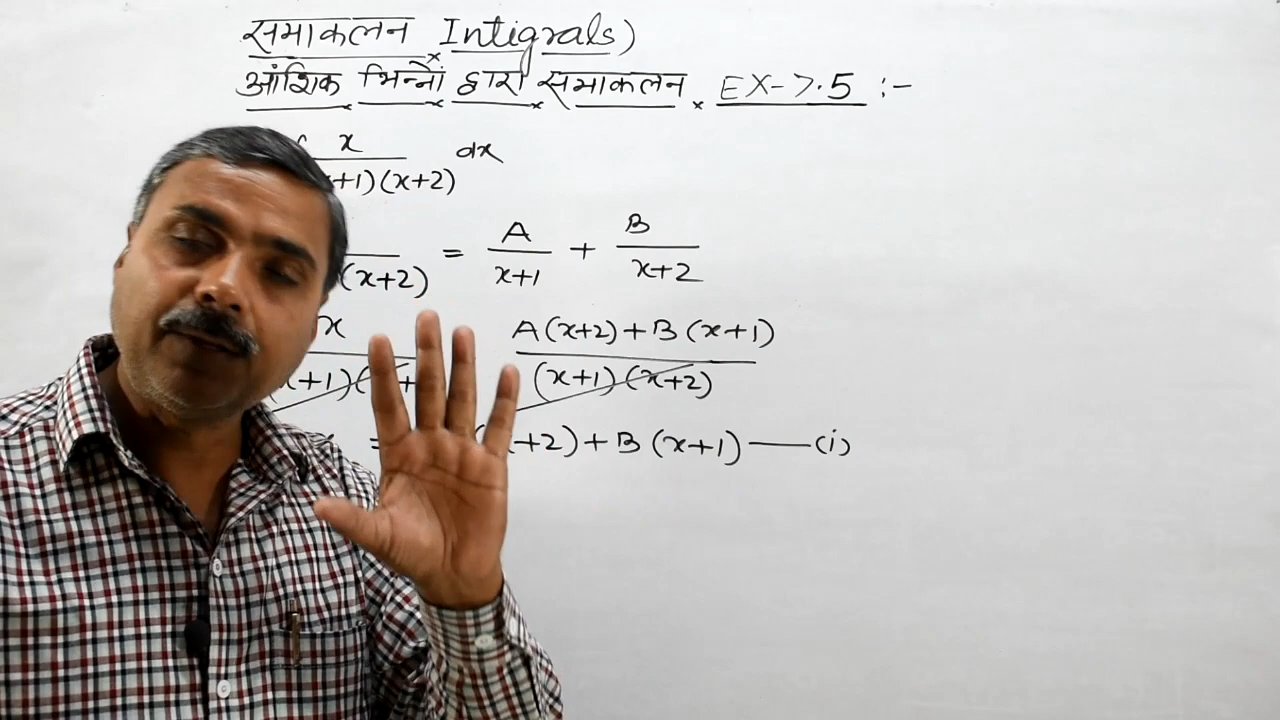 समाकलन Intigrals)
आंशिक भिन्नों द्वारा समाकलन EX-7.5 :-
x
+1)(x+2) dx
(x+2) = A/(x+1) + B/(x+2)
x A(x+2)+B(x+1)
(x+1)( (x+1)(x+2)
= +2)+B(x+1) —(i)